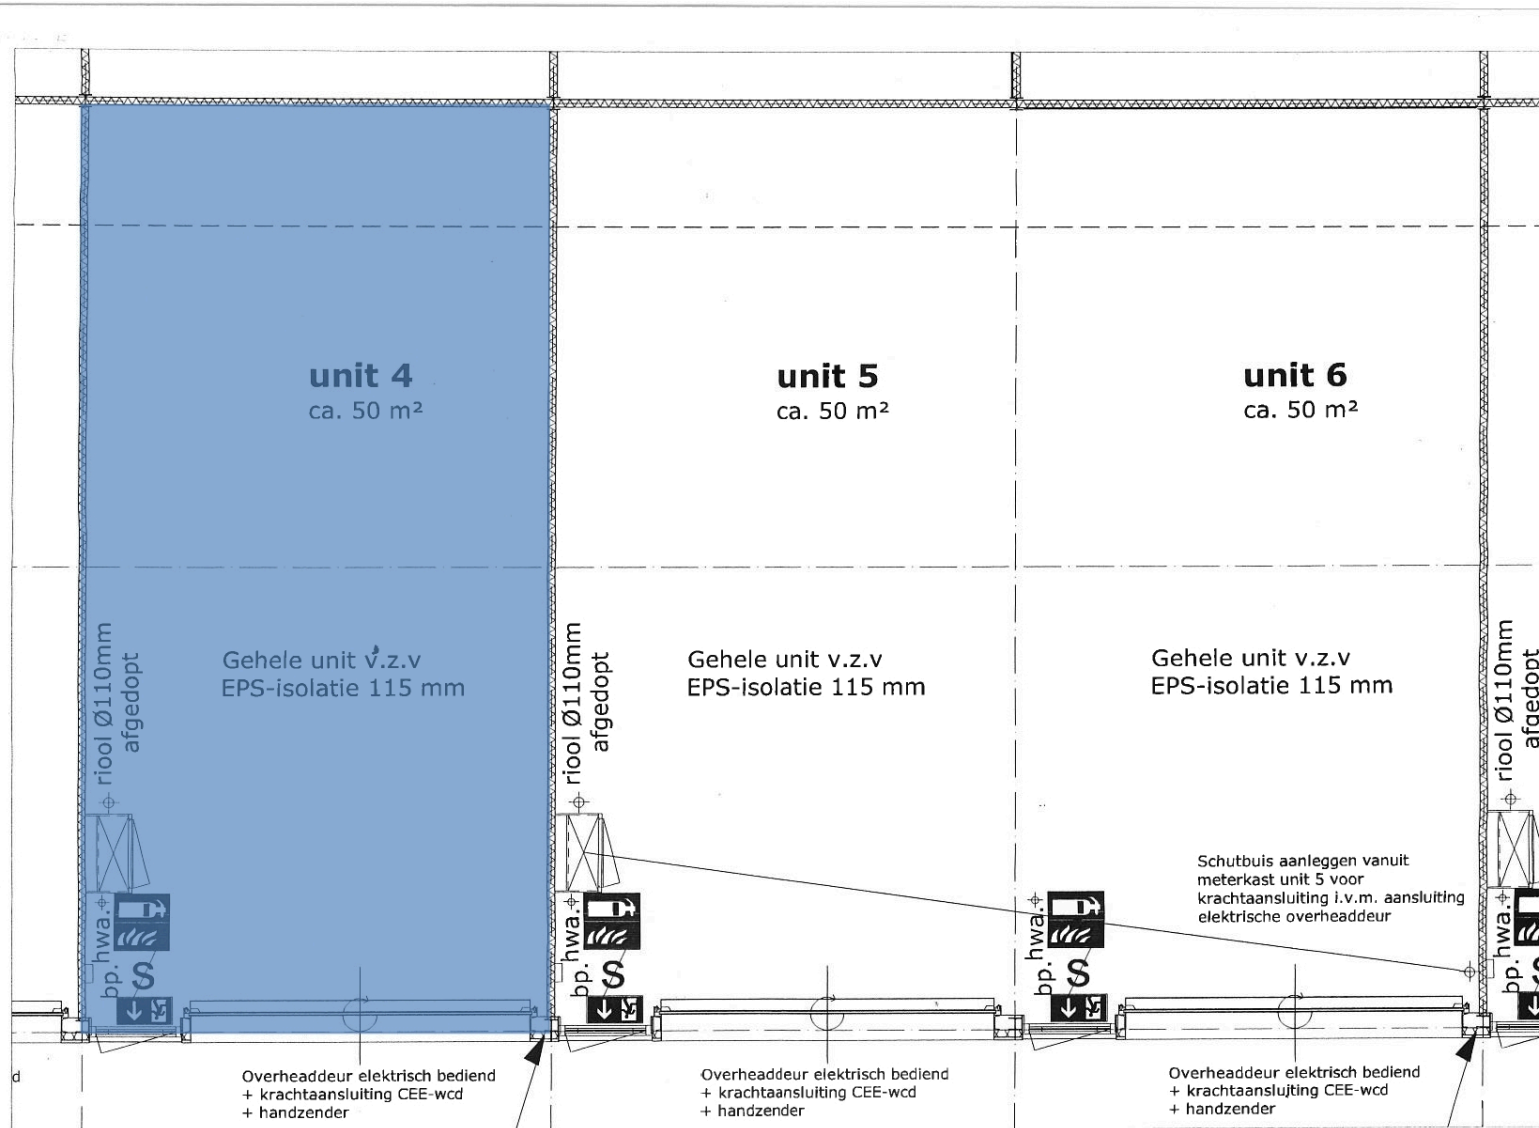 unit 4
ca. 50 m²
unit 5
ca. 50 m²
unit 6
ca. 50 m²
riool Ø110mm
afgedopt
Gehele unit v.z.v
EPS-isolatie 115 mm
riool Ø110mm
afgedopt
Gehele unit v.z.v
EPS-isolatie 115 mm
Gehele unit v.z.v
EPS-isolatie 115 mm
riool Ø110mm
afgedopt
Schutbuis aanleggen vanuit
meterkast unit 5 voor
krachtaansluiting i.v.m. aansluiting
elektrische overheaddeur
bp. hwa.
S
bp. hwa.
S
bp. hwa.
S
bp. hwa.
S
d
Overheaddeur elektrisch bediend
+ krachtaansluiting CEE-wcd
+ handzender
Overheaddeur elektrisch bediend
+ krachtaansluiting CEE-wcd
+ handzender
Overheaddeur elektrisch bediend
+ krachtaansluiting CEE-wcd
+ handzender